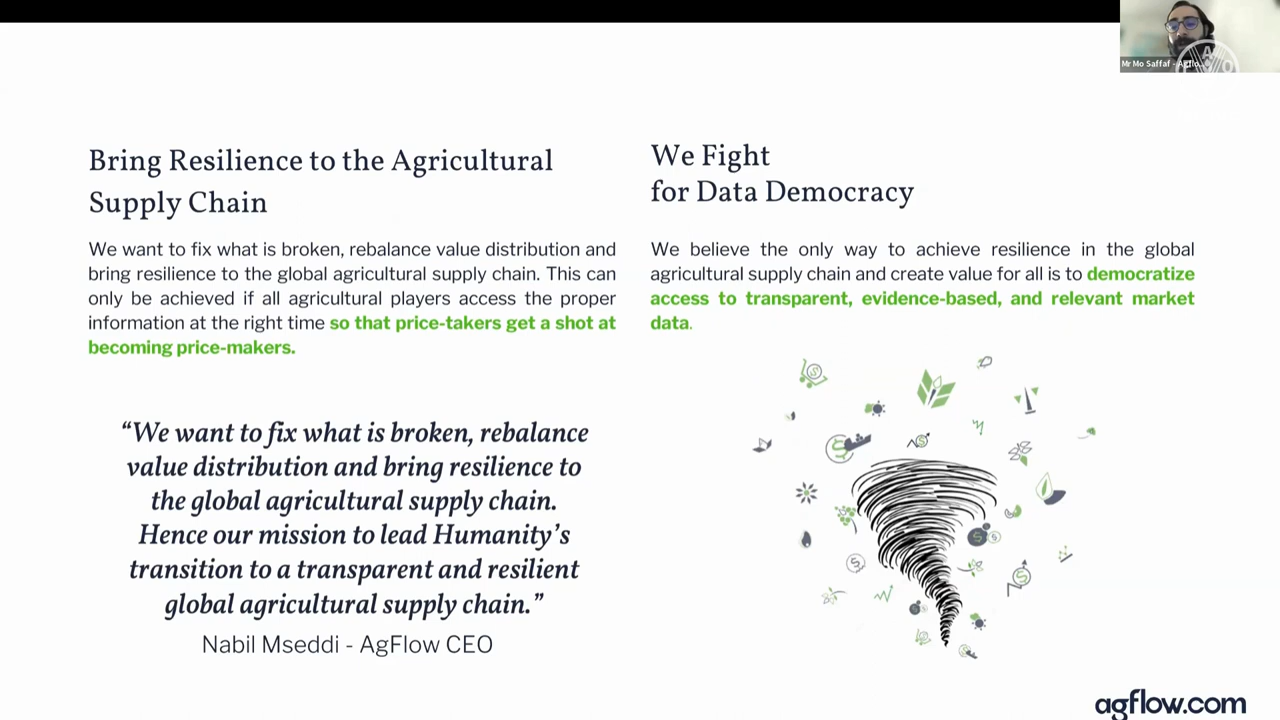 Mr Mo Saffaf - Agflo...
Bring Resilience to the Agricultural
Supply Chain
We want to fix what is broken, rebalance value distribution and
bring resilience to the global agricultural supply chain. This can
only be achieved if all agricultural players access the proper
information at the right time so that price-takers get a shot at
becoming price-makers.
“We want to fix what is broken, rebalance
value distribution and bring resilience to
the global agricultural supply chain.
Hence our mission to lead Humanity’s
transition to a transparent and resilient
global agricultural supply chain.”
Nabil Mseddi - AgFlow CEO
We Fight
for Data Democracy
We believe the only way to achieve resilience in the global
agricultural supply chain and create value for all is to democratize
access to transparent, evidence-based, and relevant market
data.
agflow.com